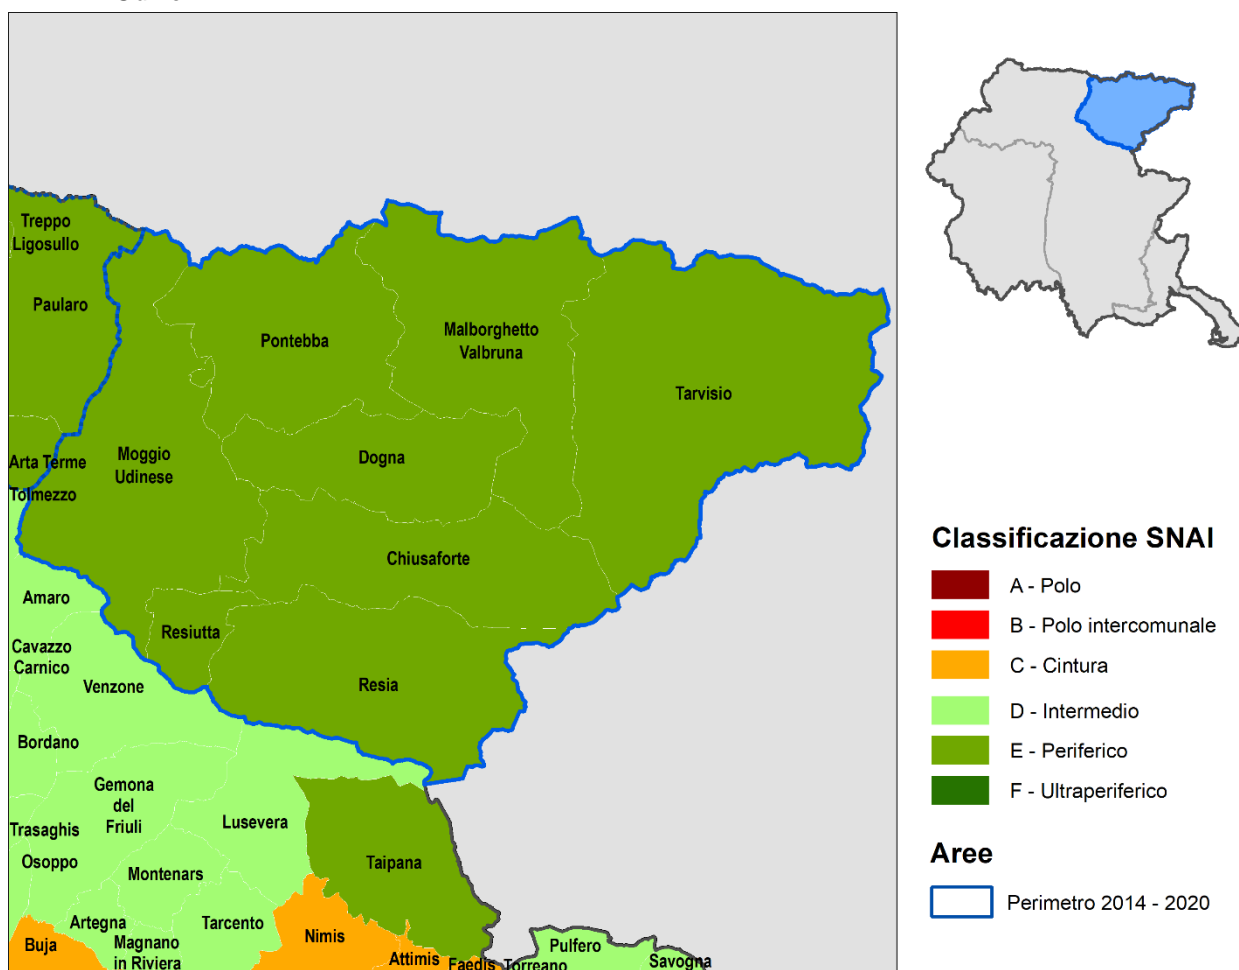 Treppo
Ligosullo
Paularo
Pontebba
Malborghetto
Valbruna
Tarvisio
Arta Terme
Moggio
Udinese
Dogna
Tolmezzo
Chiusaforte
Amaro
Resiutta
Cavazzo
Carnico
Venzone
Resia
Bordano
Gemona
del
Friuli
Trasaghis
Lusevera
Osoppo
Montenars
Taipana
Artegna
Tarcento
Buja
Magnano
in Riviera
Nimis
Attimis
Faedis
Torreano
Pulfero
Savogna
Classificazione SNAI
A - Polo
B - Polo intercomunale
C - Cintura
D - Intermedio
E - Periferico
F - Ultraperiferico
Aree
Perimetro 2014 - 2020